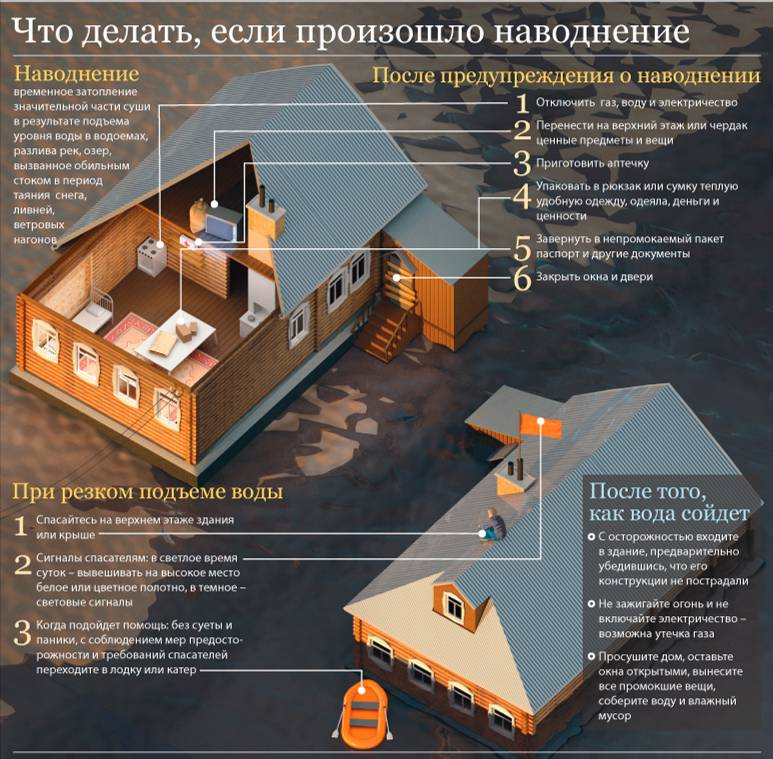 Что делать, если произошло наводнение
Наводнение
временное затопление
значительной части суши
в результате подъема
уровня воды в водоемах,
разлива рек, озер,
вызванное обильным
стоком в период
таяния снега,
ливней,
ветровых
нагонов
После предупреждения о наводнении
1 Отключить газ, воду и электричество
2 Перенести на верхний этаж или чердак
ценные предметы и вещи
3 Приготовить аптечку
4 Упаковать в рюкзак или сумку теплую
удобную одежду, одеяла, деньги и
ценности
5 Завернуть в непромокаемый пакет
паспорт и другие документы
6 Закрыть окна и двери
При резком подъеме воды
1 Спасайтесь на верхнем этаже здания
или крыше
2 Сигналы спасателям: в светлое время
суток – вывешивать на высокое место
белое или цветное полотно, в темное –
световые сигналы
3 Когда подойдет помощь: без суеты и
паники, с соблюдением мер предосто-
рожности и требований спасателей
переходите в лодку или катер
После того,
как вода сойдет
С осторожностью входите
в здание, предварительно
убедившись, что его
конструкции не пострадали
Не зажигайте огонь и не
включайте электричество –
возможна утечка газа
Просушите дом, оставьте
окна открытыми, вынесите
все промокшие вещи,
соберите воду и влажный
мусор